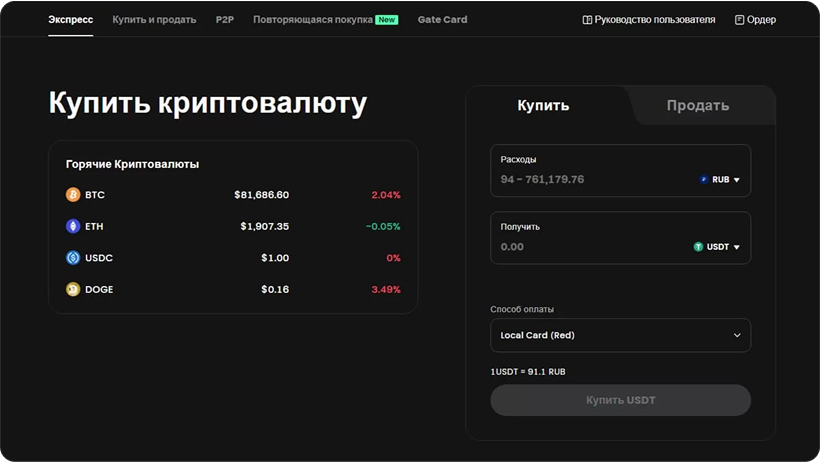 Экспресс Купить и продать P2P Повторяющаяся покупка New Gate Card Руководство пользователя Ордер
Купить криптовалюту
Горячие Криптовалюты
BTC $81,686.60 2.04%
ETH $1,907.35 -0.05%
USDC $1.00 0%
DOGE $0.16 3.49%
Купить Продать
Расходы
94 - 761,179.76 RUB
Получить
0.00 USDT
Способ оплаты
Local Card (Red)
1USDT = 91.1 RUB
Купить USDT